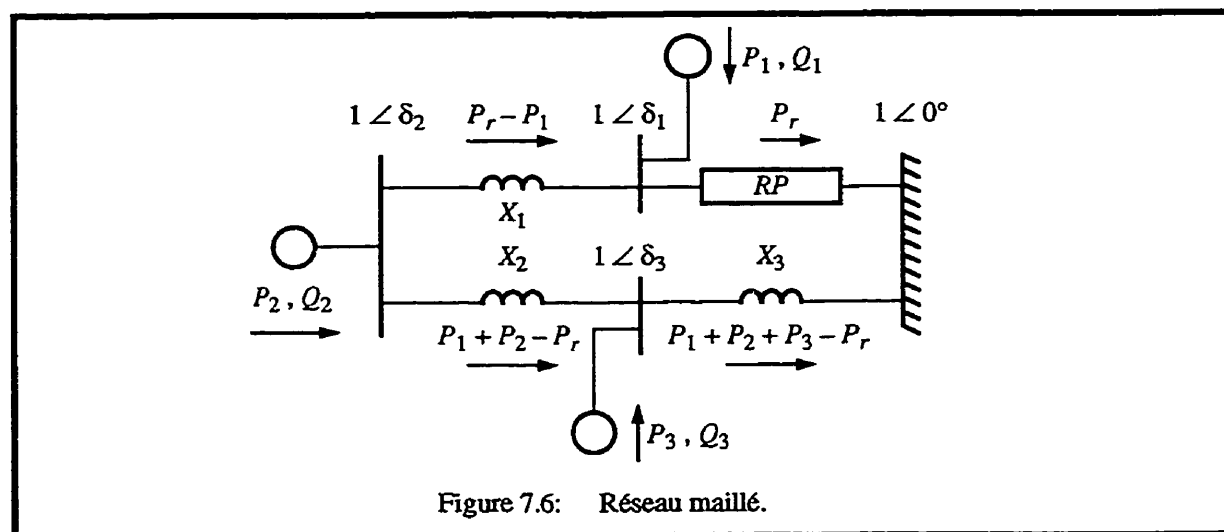 P₁ , Q₁
1 ∠ δ₂
Pᵣ – P₁
1 ∠ δ₁
Pᵣ
1 ∠ 0°
RP
X₁
X₂
1 ∠ δ₃
X₃
P₂ , Q₂
P₁ + P₂ – Pᵣ
P₁ + P₂ + P₃ – Pᵣ
P₃ , Q₃
Figure 7.6: Réseau maillé.